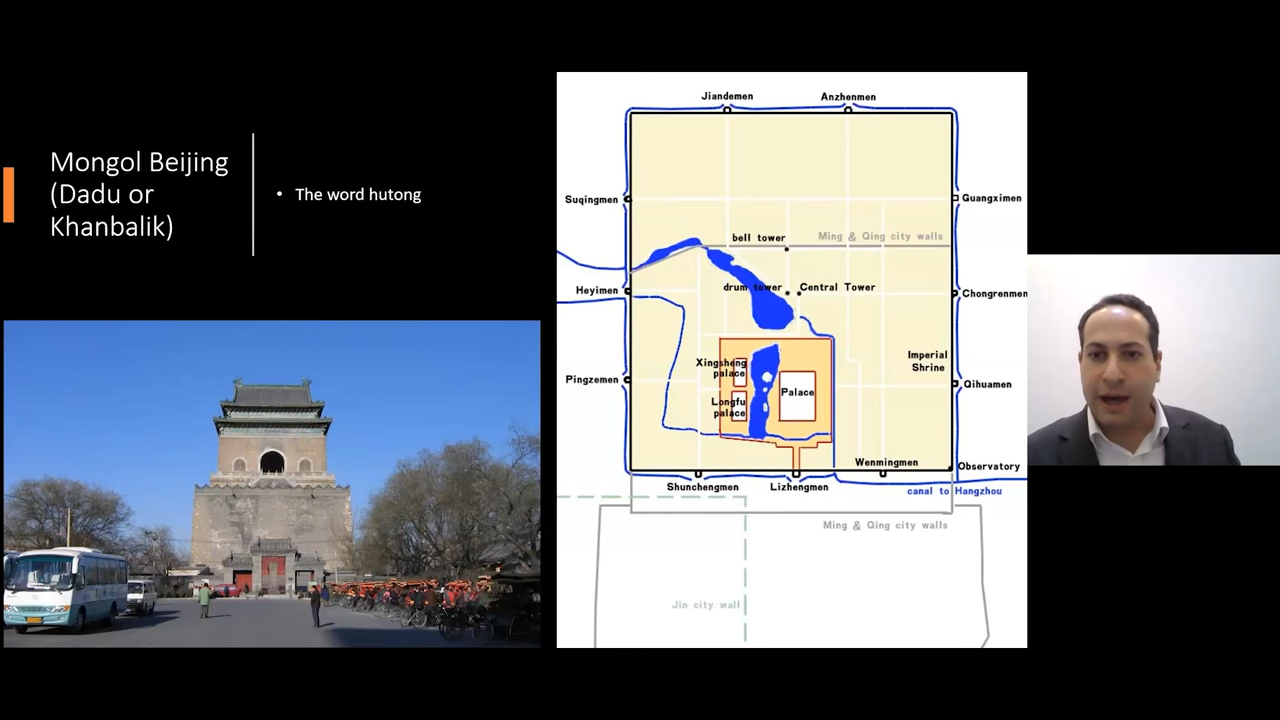 Mongol Beijing
(Dadu or
Khanbalik)
• The word hutong
Jiandemen
Anzhenmen
Suqingmen
Guangximen
bell tower
Ming & Qing city walls
Heyimen
drum tower
Central Tower
Chongrenmen
Xingsheng
palace
Imperial
Shrine
Pingzemen
Palace
Qihuamen
Longfu
palace
Wenmingmen
Observatory
Shunchengmen
Lizhengmen
canal to Hangzhou
Ming & Qing city walls
Jin city wall